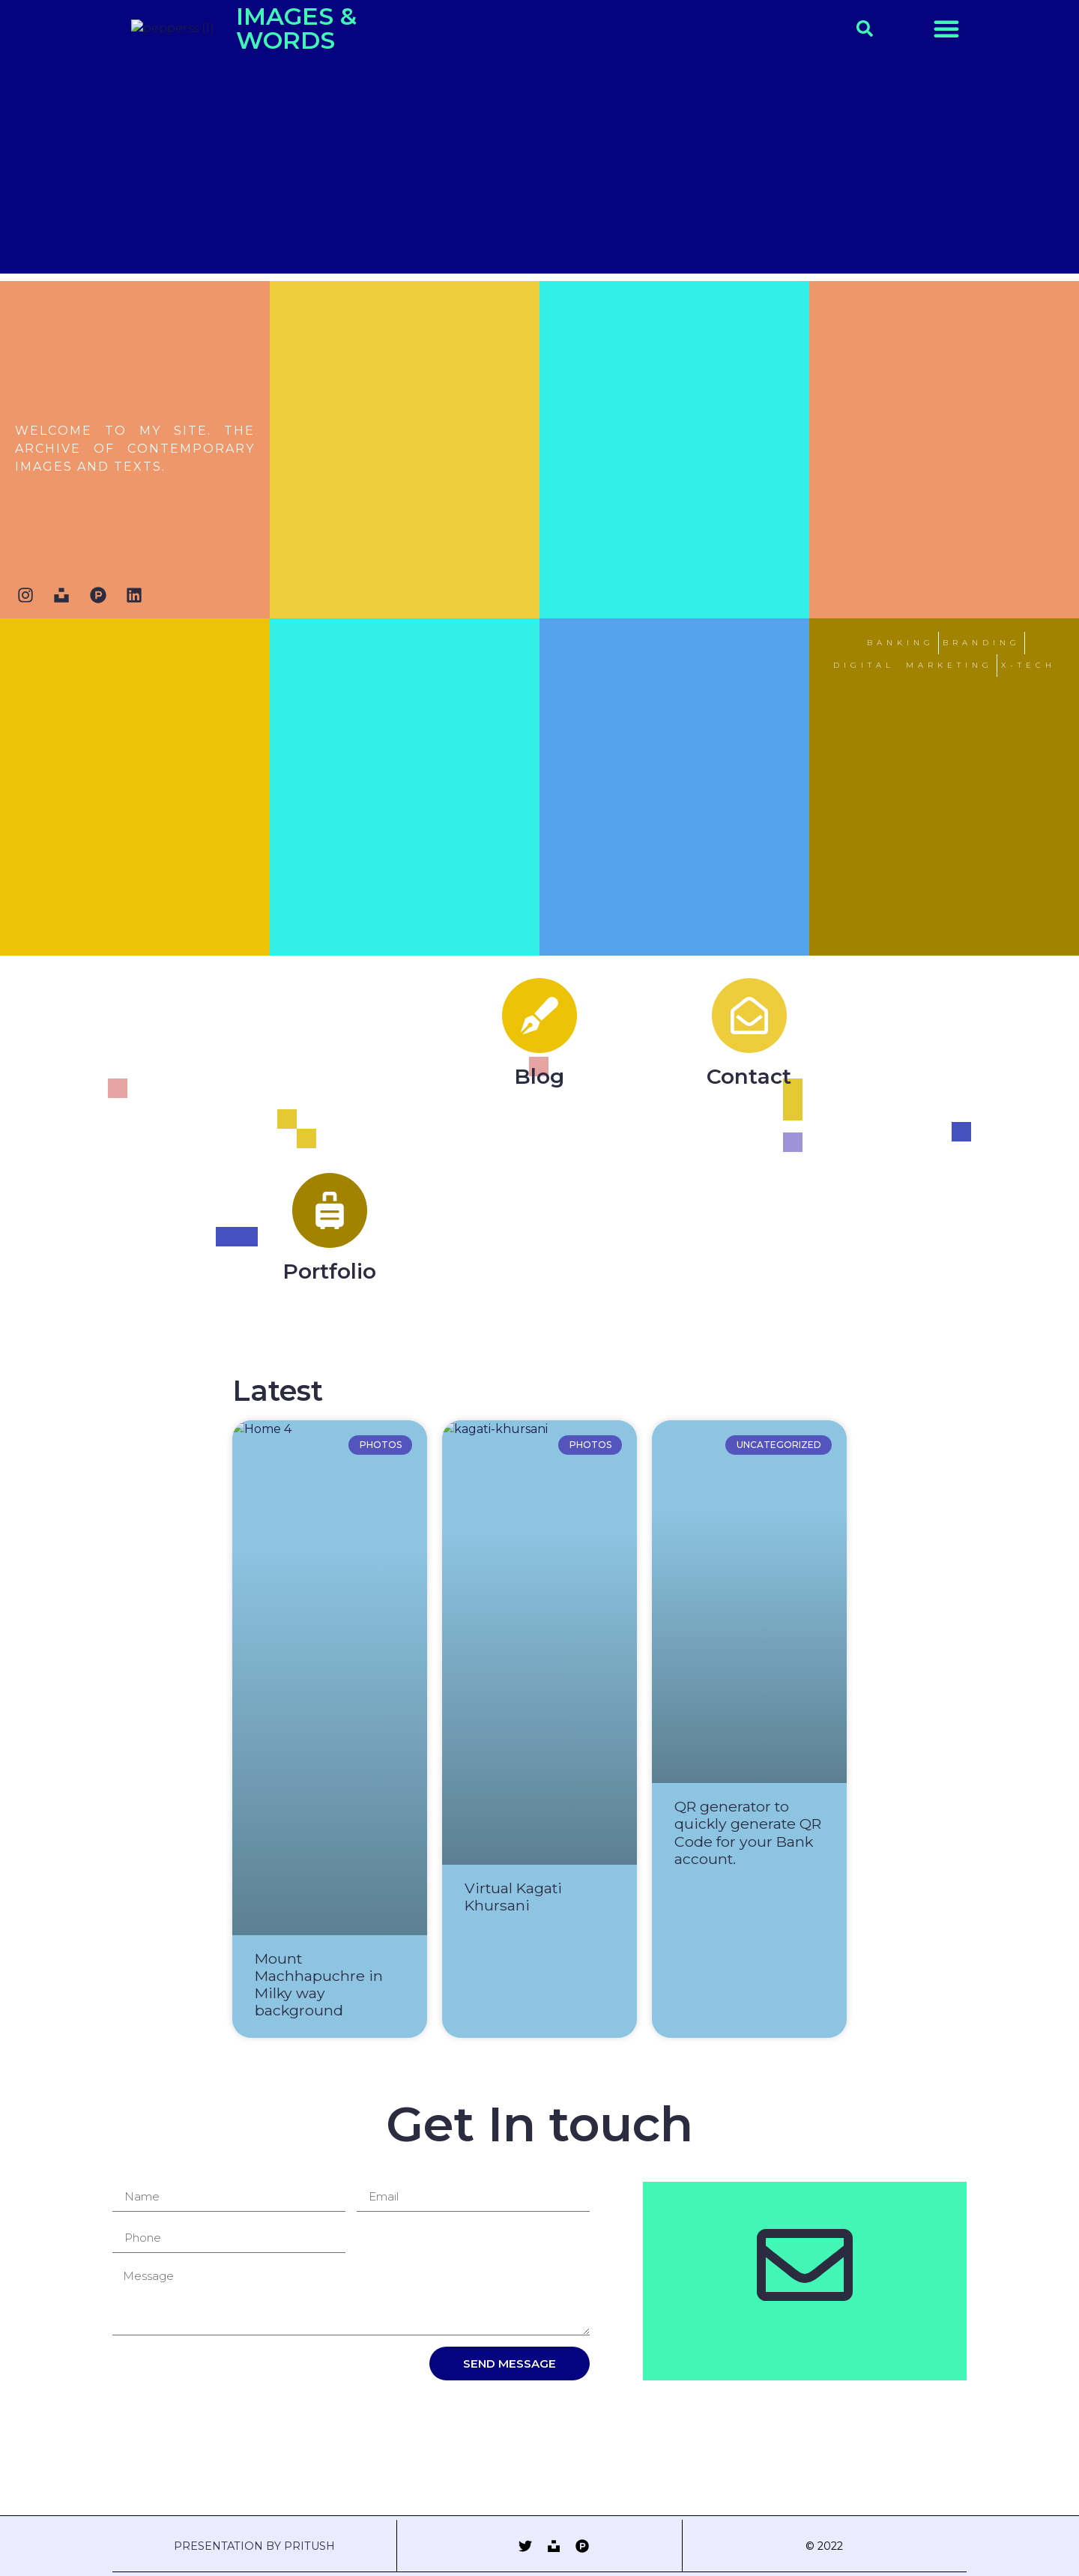 IMAGES &
WORDS
WELCOME TO MY SITE. THE
ARCHIVE OF CONTEMPORARY
IMAGES AND TEXTS.
BANKING BRANDING
DIGITAL MARKETING X-TECH
Blog
Contact
Portfolio
Latest
Home 4
PHOTOS
kagati-khursani
PHOTOS
UNCATEGORIZED
Mount
Machhapuchre in
Milky way
background
Virtual Kagati
Khursani
QR generator to
quickly generate QR
Code for your Bank
account.
Get In touch
Name
Email
Phone
Message
SEND MESSAGE
PRESENTATION BY PRITUSH
© 2022